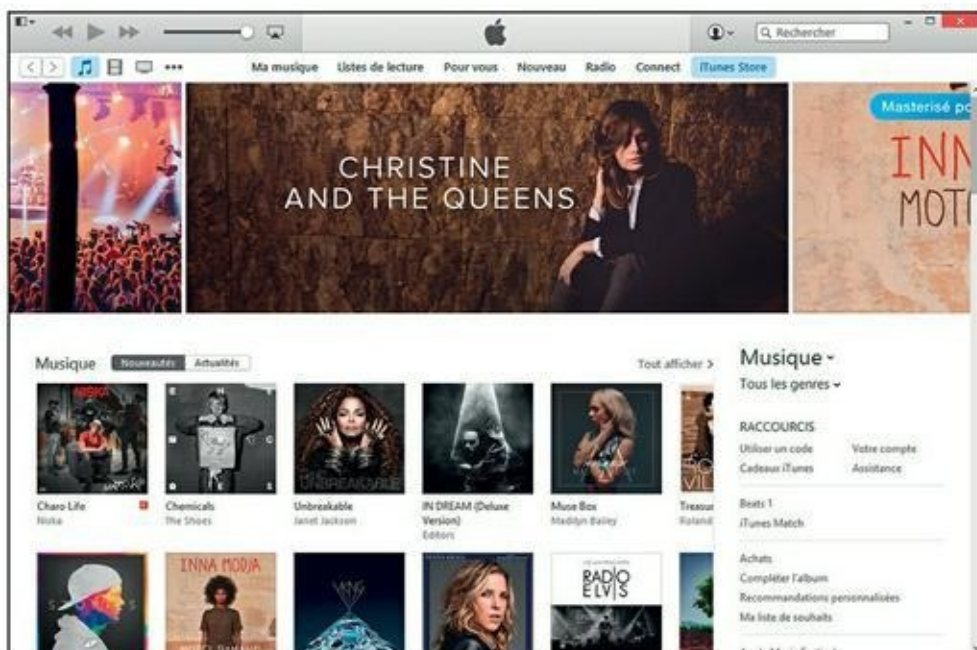 Rechercher
Ma musique Listes de lecture Pour vous Nouveau Radio Connect iTunes Store
CHRISTINE
AND THE QUEENS
Masterisé
INN
Musique Nouveautés Actualités Tout afficher >
NISKA
UNBREAKABLE
Charo Life Chemicals Unbreakable IN DREAM (Deluxe Muse Box
Niska The Shoes Janet Jackson Version) Madilyn Bailey
Editors
INNA MODJA
RADIO
ELVIS
Musique
Tous les genres
RACCOURCIS
Utiliser un code Votre compte
Cadeaux iTunes Assistance
Beats 1
iTunes Match
Achats
Compléter l'album
Recommandations personnalisées
Ma liste de souhaits